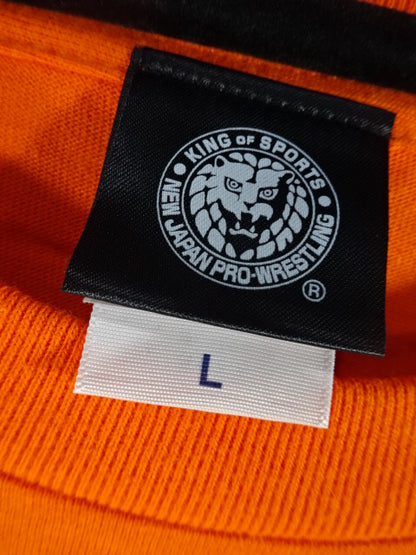 KING OF SPORTS
NEW JAPAN PRO-WRESTLING
®
L